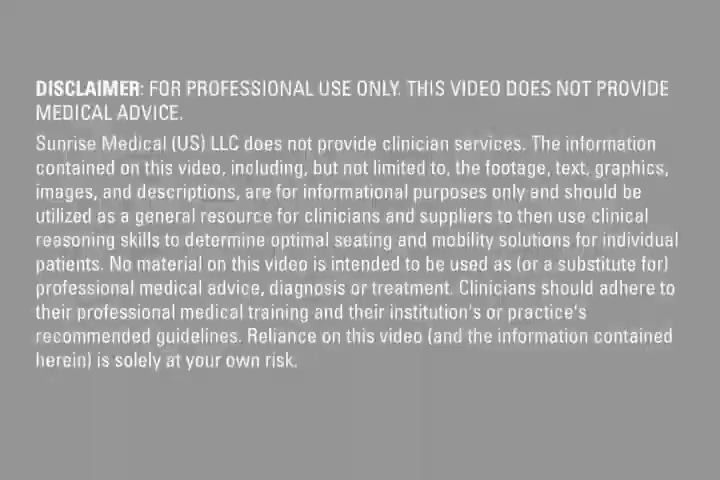 DISCLAIMER: FOR PROFESSIONAL USE ONLY. THIS VIDEO DOES NOT PROVIDE
MEDICAL ADVICE.
Sunrise Medical (US) LLC does not provide clinician services. The information
contained on this video, including, but not limited to, the footage, text, graphics,
images, and descriptions, are for informational purposes only and should be
utilized as a general resource for clinicians and suppliers to then use clinical
reasoning skills to determine optimal seating and mobility solutions for individual
patients. No material on this video is intended to be used as (or a substitute for)
professional medical advice, diagnosis or treatment. Clinicians should adhere to
their professional medical training and their institution's or practice's
recommended guidelines. Reliance on this video (and the information contained
herein) is solely at your own risk.